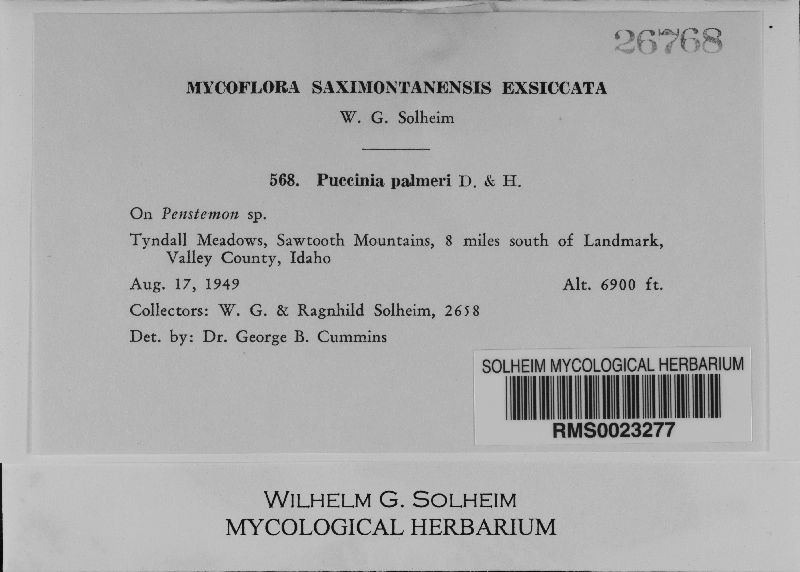 26768
MYCOFLORA SAXIMONTANENSIS EXSICCATA
W. G. Solheim
568. Puccinia palmeri D. & H.
On Penstemon sp.
Tyndall Meadows, Sawtooth Mountains, 8 miles south of Landmark,
Valley County, Idaho
Aug. 17, 1949 Alt. 6900 ft.
Collectors: W. G. & Ragnhild Solheim, 2658
Det. by: Dr. George B. Cummins
SOLHEIM MYCOLOGICAL HERBARIUM
RMS0023277
WILHELM G. SOLHEIM
MYCOLOGICAL HERBARIUM